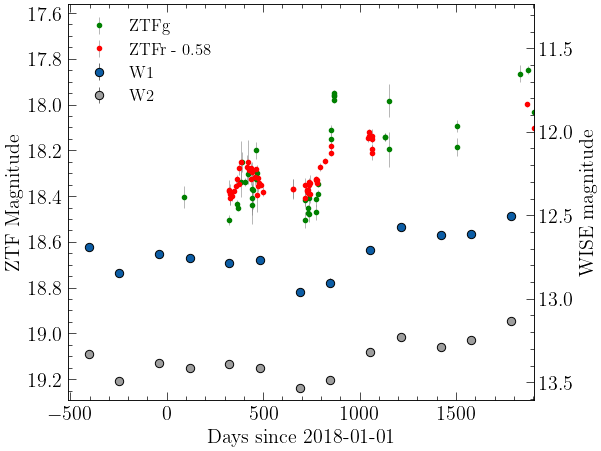 ZTFg
ZTFr - 0.58
W1
W2
17.6
17.8
18.0
18.2
18.4
18.6
18.8
19.0
19.2
ZTF Magnitude
11.5
12.0
12.5
13.0
13.5
WISE magnitude
−500
0
500
1000
1500
Days since 2018-01-01